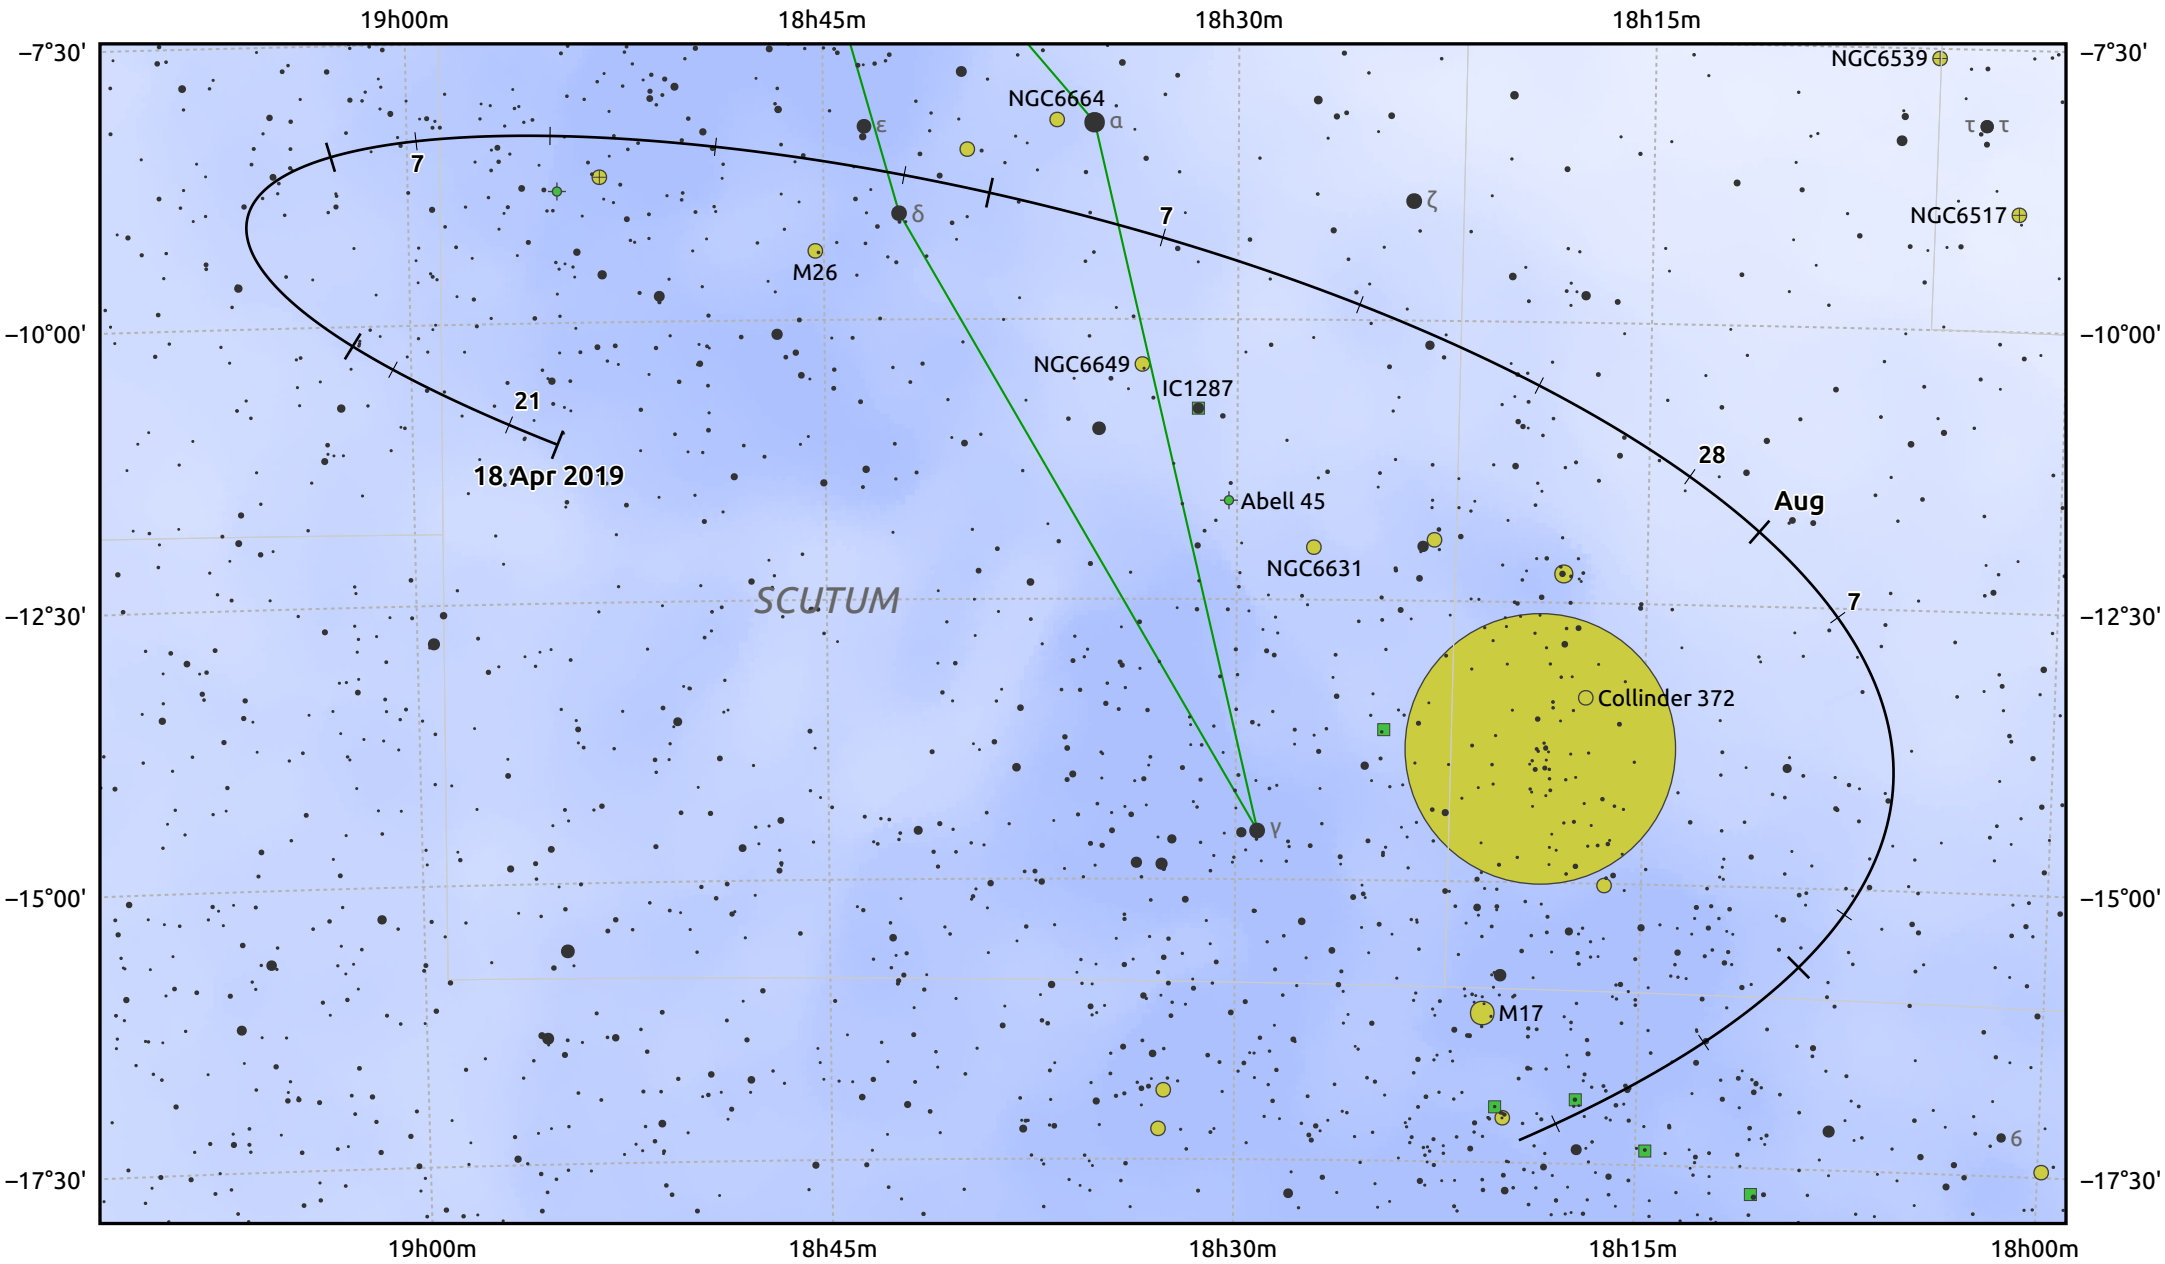 19h00m 18h45m 18h30m 18h15m
−7°30' −7°30'
NGC6539
NGC6664
ε α τ τ
7
ζ
δ 7 NGC6517
M26
−10°00' −10°00'
NGC6649
IC1287
21
28
18 Apr 2019
Abell 45 Aug
NGC6631
SCUTUM 7
−12°30' −12°30'
Collinder 372
γ
−15°00' −15°00'
M17
6
−17°30' −17°30'
19h00m 18h45m 18h30m 18h15m 18h00m